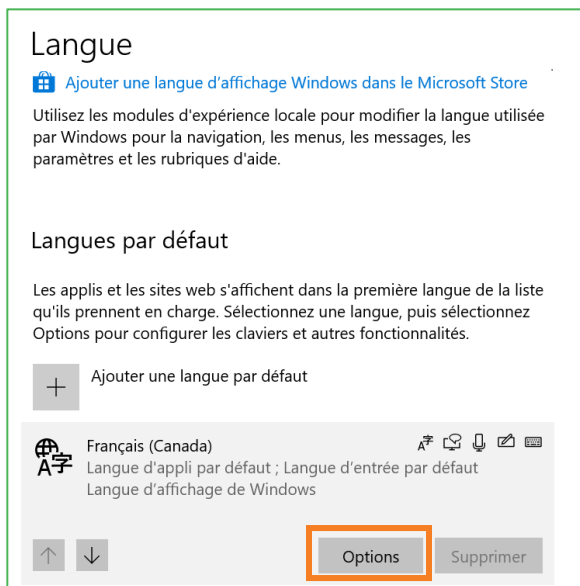 Langue
Ajouter une langue d'affichage Windows dans le Microsoft Store
Utilisez les modules d'expérience locale pour modifier la langue utilisée
par Windows pour la navigation, les menus, les messages, les
paramètres et les rubriques d'aide.
Langues par défaut
Les applis et les sites web s'affichent dans la première langue de la liste
qu'ils prennent en charge. Sélectionnez une langue, puis sélectionnez
Options pour configurer les claviers et autres fonctionnalités.
Ajouter une langue par défaut
Français (Canada)
Langue d'appli par défaut ; Langue d'entrée par défaut
Langue d'affichage de Windows
Options
Supprimer